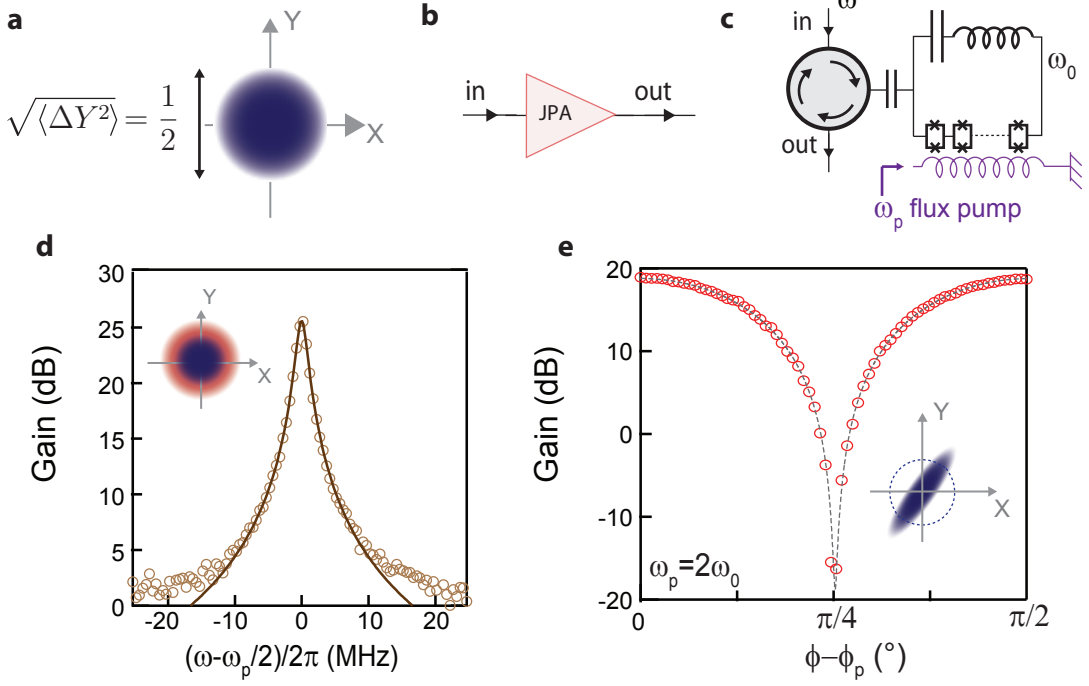 a
Y
X
√⟨ΔY²⟩ = 1/2
b
in
out
JPA
c
in
ω
ω₀
out
ωₚ flux pump
d
30
25
20
15
10
5
0
Gain (dB)
Y
X
-20
-10
0
10
20
(ω-ωₚ/2)/2π (MHz)
e
20
10
0
-10
-20
Gain (dB)
Y
X
ωₚ=2ω₀
0
π/4
π/2
ϕ−ϕₚ (°)